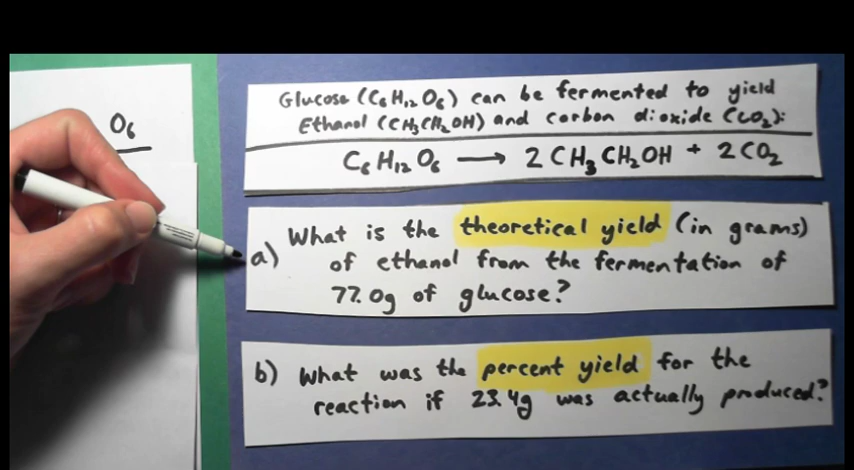 O₆
Glucose (C₆H₁₂O₆) can be fermented to yield
Ethanol (CH₃CH₂OH) and carbon dioxide (CO₂):
C₆H₁₂O₆ → 2 CH₃CH₂OH + 2 CO₂
a) What is the theoretical yield (in grams)
of ethanol from the fermentation of
77.0g of glucose?
b) What was the percent yield for the
reaction if 23.4g was actually produced?